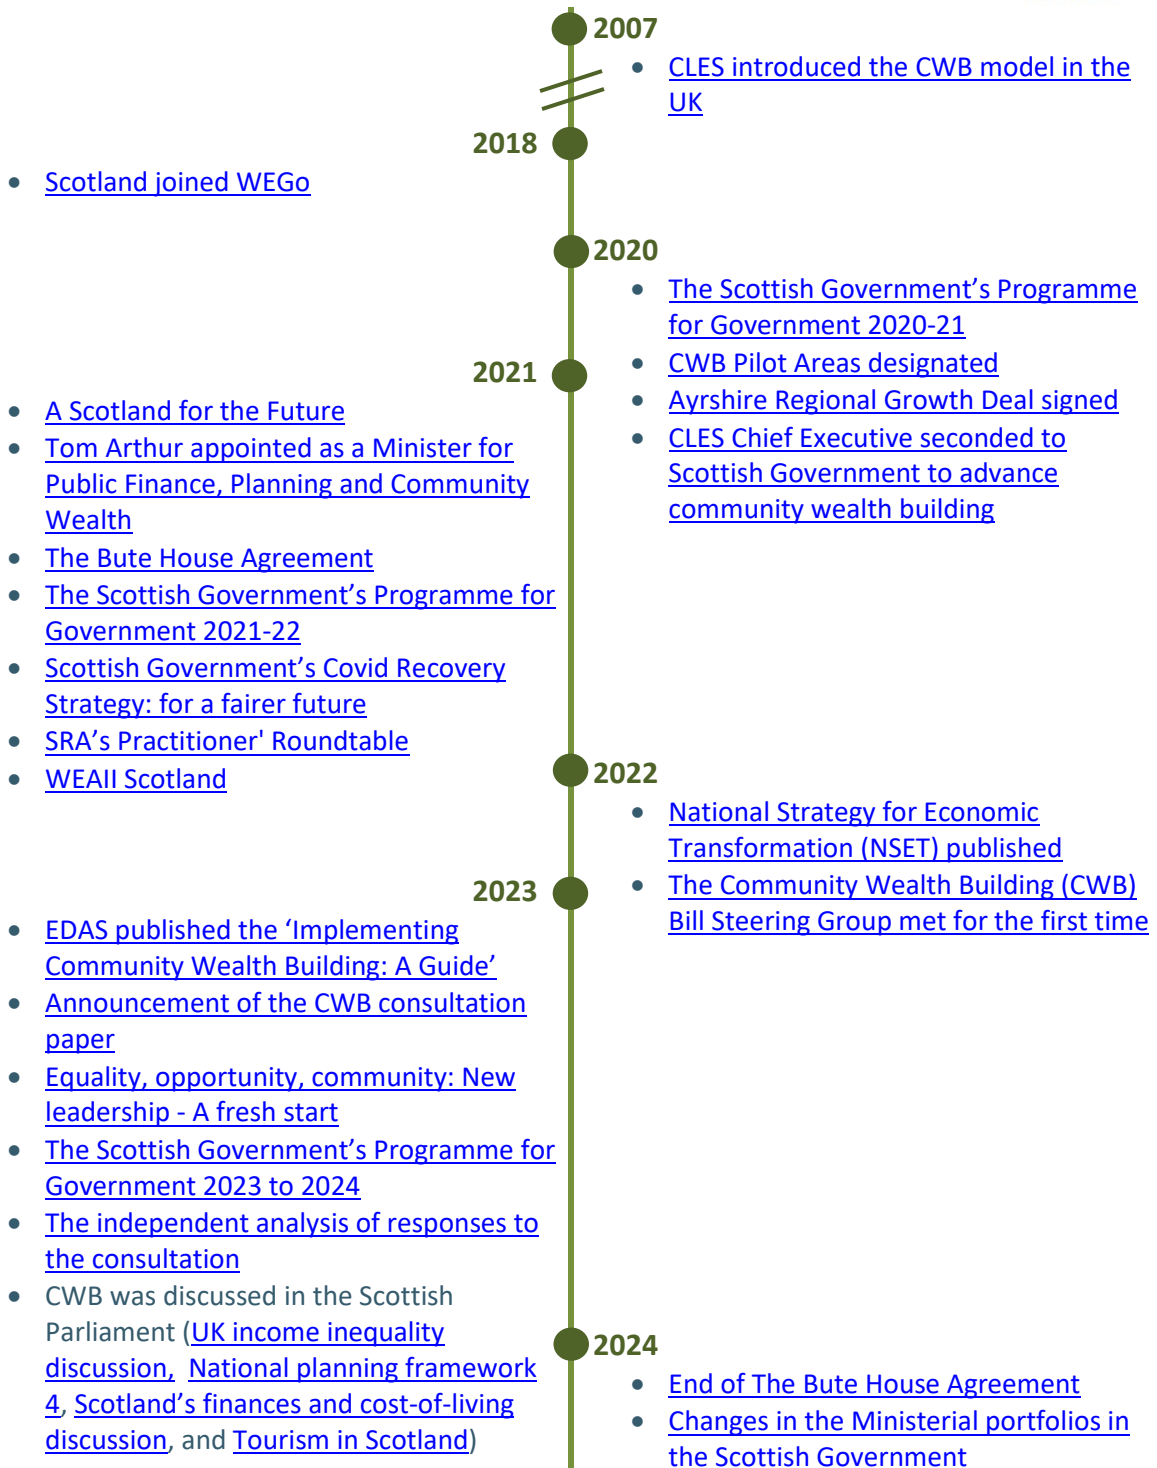 2007
• CLES introduced the CWB model in the
UK
2018
• Scotland joined WEGo
2020
• The Scottish Government’s Programme
for Government 2020-21
• CWB Pilot Areas designated
• Ayrshire Regional Growth Deal signed
• CLES Chief Executive seconded to
Scottish Government to advance
community wealth building
2021
• A Scotland for the Future
• Tom Arthur appointed as a Minister for
Public Finance, Planning and Community
Wealth
• The Bute House Agreement
• The Scottish Government’s Programme for
Government 2021-22
• Scottish Government’s Covid Recovery
Strategy: for a fairer future
• SRA’s Practitioner' Roundtable
• WEAII Scotland
2022
• National Strategy for Economic
Transformation (NSET) published
• The Community Wealth Building (CWB)
Bill Steering Group met for the first time
2023
• EDAS published the ‘Implementing
Community Wealth Building: A Guide’
• Announcement of the CWB consultation
paper
• Equality, opportunity, community: New
leadership - A fresh start
• The Scottish Government’s Programme for
Government 2023 to 2024
• The independent analysis of responses to
the consultation
• CWB was discussed in the Scottish
Parliament (UK income inequality
discussion, National planning framework
4, Scotland’s finances and cost-of-living
discussion, and Tourism in Scotland)
2024
• End of The Bute House Agreement
• Changes in the Ministerial portfolios in
the Scottish Government